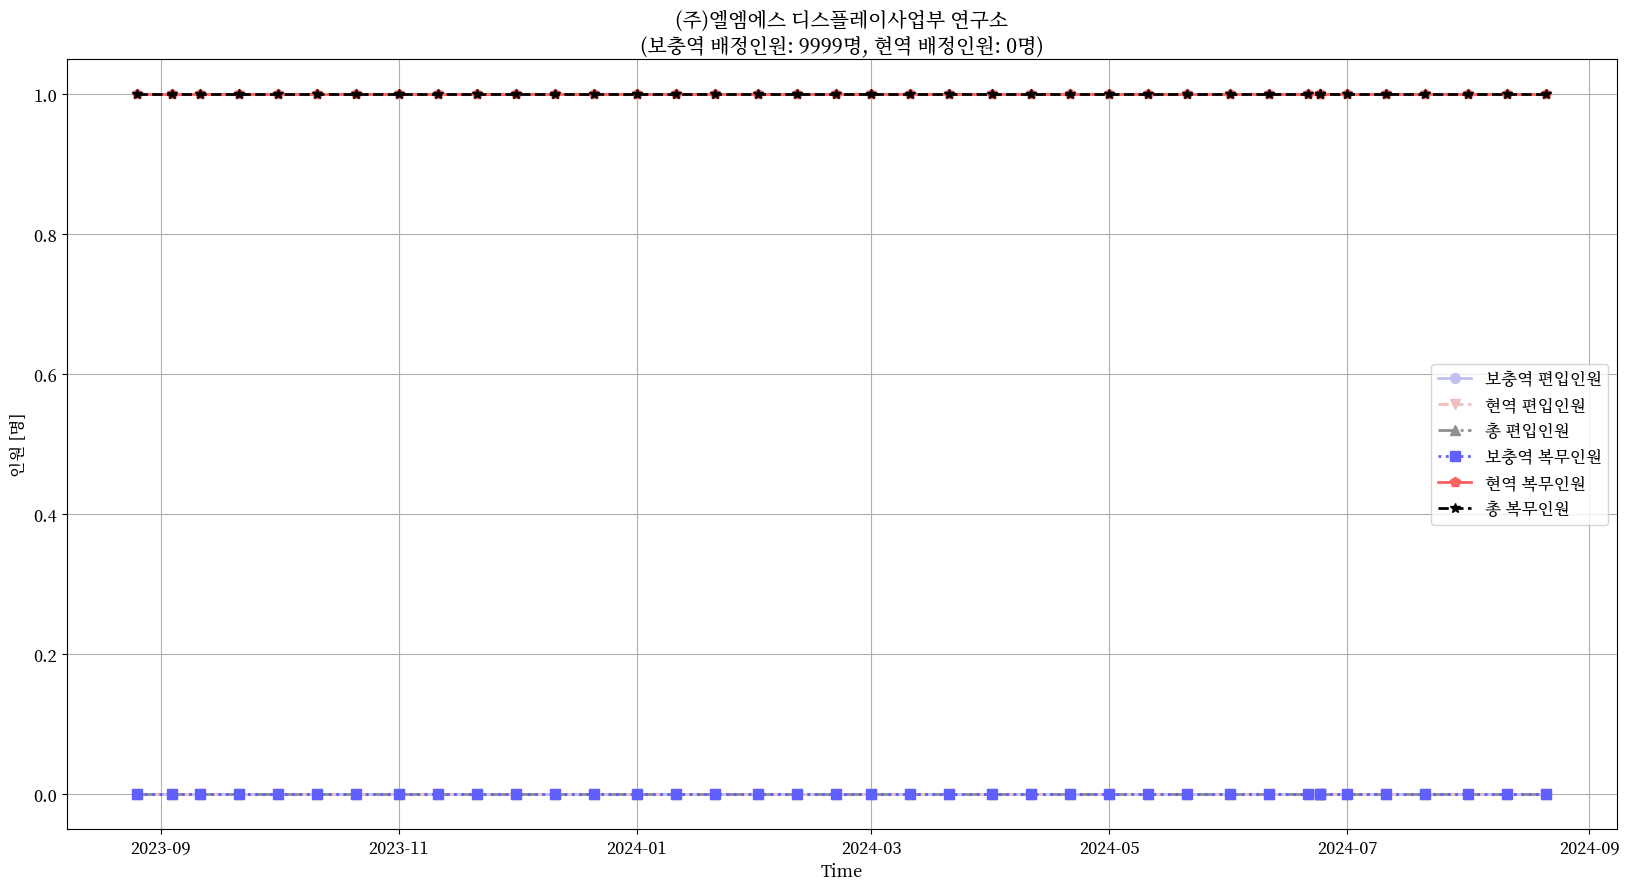 (주)엘엠에스 디스플레이사업부 연구소
(보충역 배정인원: 9999명, 현역 배정인원: 0명)
1.0
0.8
0.6
0.4
0.2
0.0
인원 [명]
보충역 편입인원
현역 편입인원
총 편입인원
보충역 복무인원
현역 복무인원
총 복무인원
2023-09
2023-11
2024-01
2024-03
2024-05
2024-07
2024-09
Time